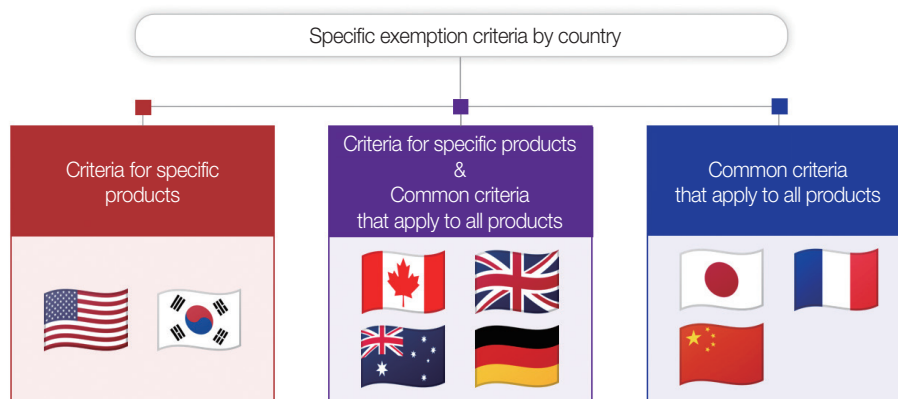 Specific exemption criteria by country
Criteria for specific
products
Criteria for specific products
&
Common criteria
that apply to all products
Common criteria
that apply to all products